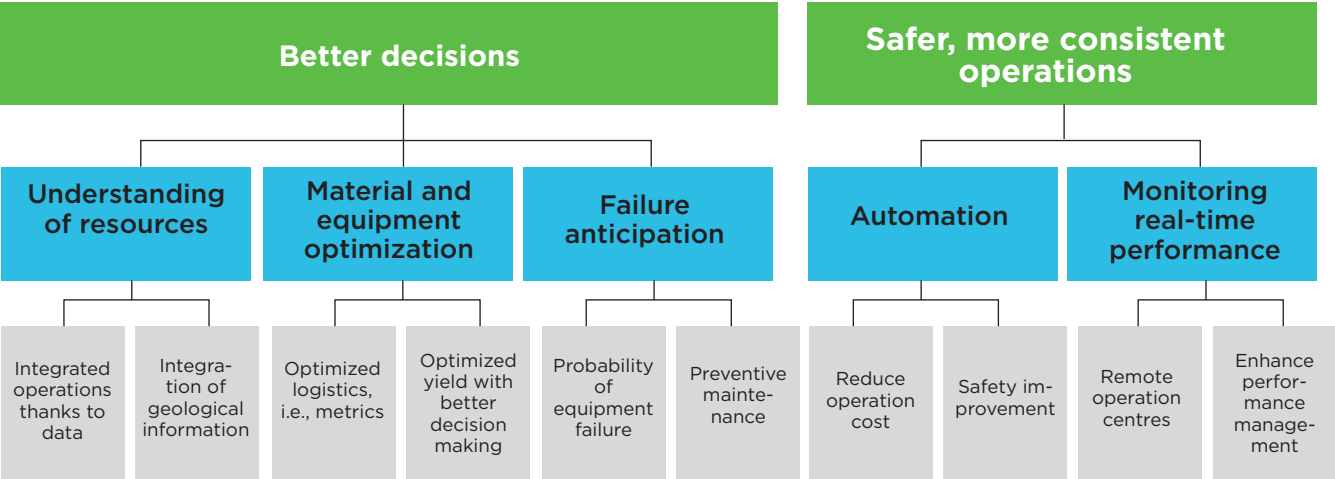 Better decisions
Safer, more consistent
operations
Understanding
of resources
Material and
equipment
optimization
Failure
anticipation
Automation
Monitoring
real-time
performance
Integrated
operations
thanks to
data
Integra-
tion of
geological
information
Optimized
logistics,
i.e., metrics
Optimized
yield with
better
decision
making
Probability
of
equipment
failure
Preventive
mainte-
nance
Reduce
operation
cost
Safety im-
provement
Remote
operation
centres
Enhance
perfor-
mance
manage-
ment